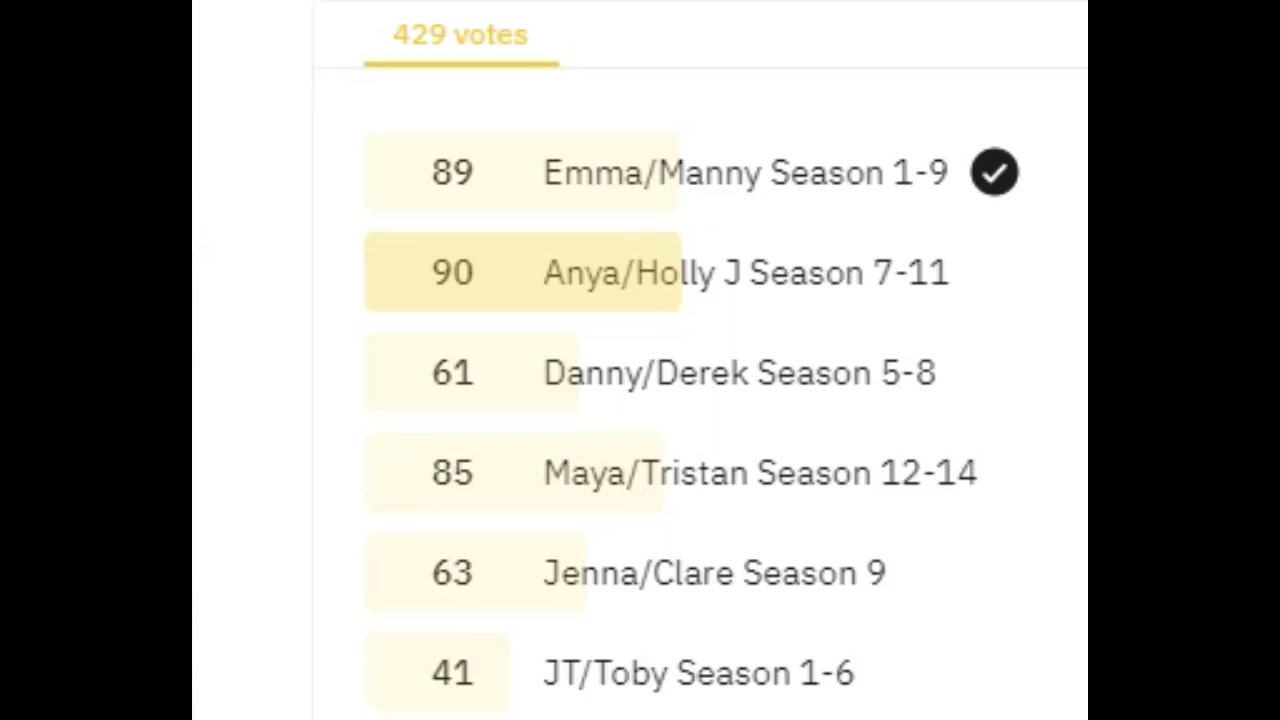 429 votes
89 Emma/Manny Season 1-9
90 Anya/Holly J Season 7-11
61 Danny/Derek Season 5-8
85 Maya/Tristan Season 12-14
63 Jenna/Clare Season 9
41 JT/Toby Season 1-6